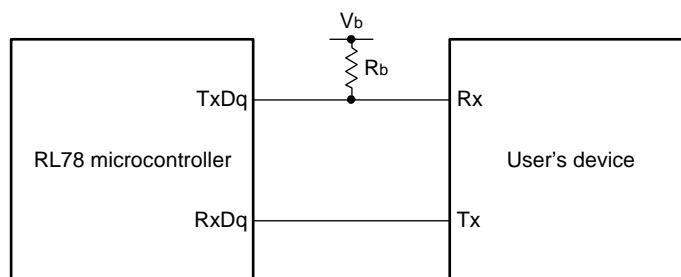 Vb
Rb
TxDq
Rx
RL78 microcontroller
User's device
RxDq
Tx